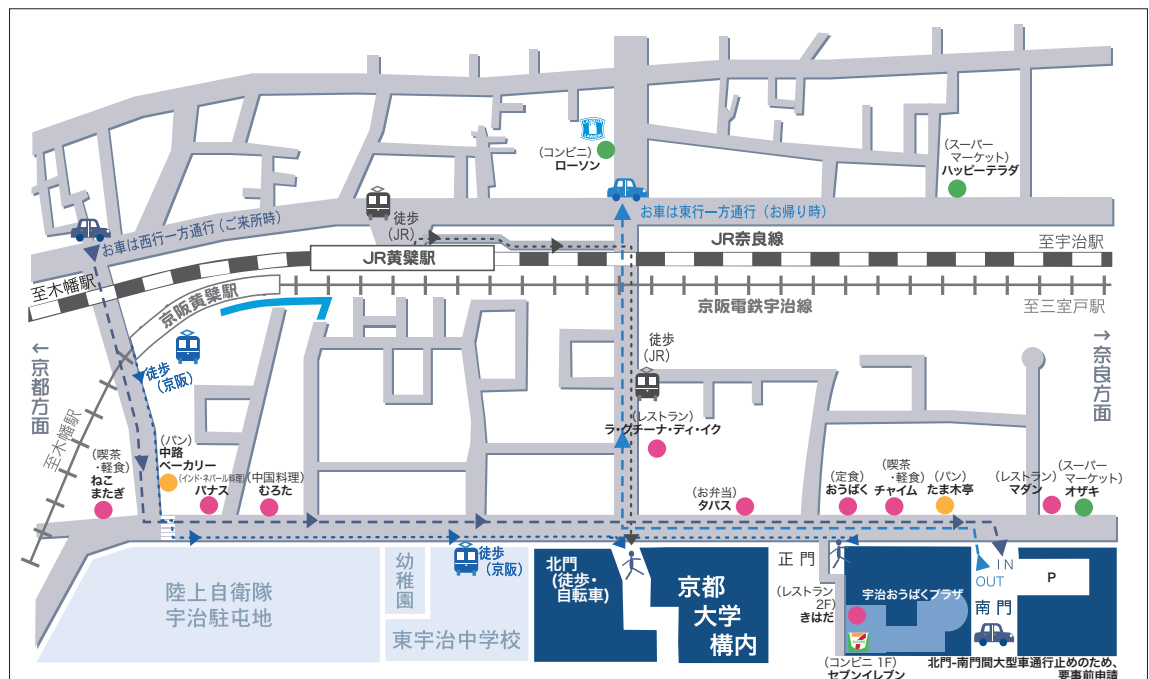 (コンビニ)
ローソン
(スーパー
マーケット)
ハッピーテラダ
お車は西行一方通行(ご来所時)
徒歩
(JR)
お車は東行一方通行(お帰り時)
JR奈良線
至宇治駅
JR黄檗駅
至木幡駅
京阪黄檗駅
京阪電鉄宇治線
至三室戸駅
←京都方面
→奈良方面
徒歩
(京阪)
徒歩
(JR)
至木幡駅
(喫茶
・軽食)
ねこ
またぎ
(パン)
中路
ベーカリー
(インド・ネパール料理)
バナス
(中国料理)
むろた
(レストラン)
ラ・グチーナ・ディ・イク
(お弁当)
タパス
(定食)
おうばく
(喫茶
・軽食)
チャイム
(パン)
たま木亭
(レストラン)
マダン
(スーパー
マーケット)
オザキ
陸上自衛隊
宇治駐屯地
幼稚園
東宇治中学校
徒歩
(京阪)
北門
(徒歩・
自転車)
京都
大学
構内
正門
(レストラン
2F)
きはだ
宇治おうばくプラザ
(コンビニ 1F)
セブンイレブン
IN
OUT
南門
P
北門-南門間大型車通行止めのため、
要事前申請